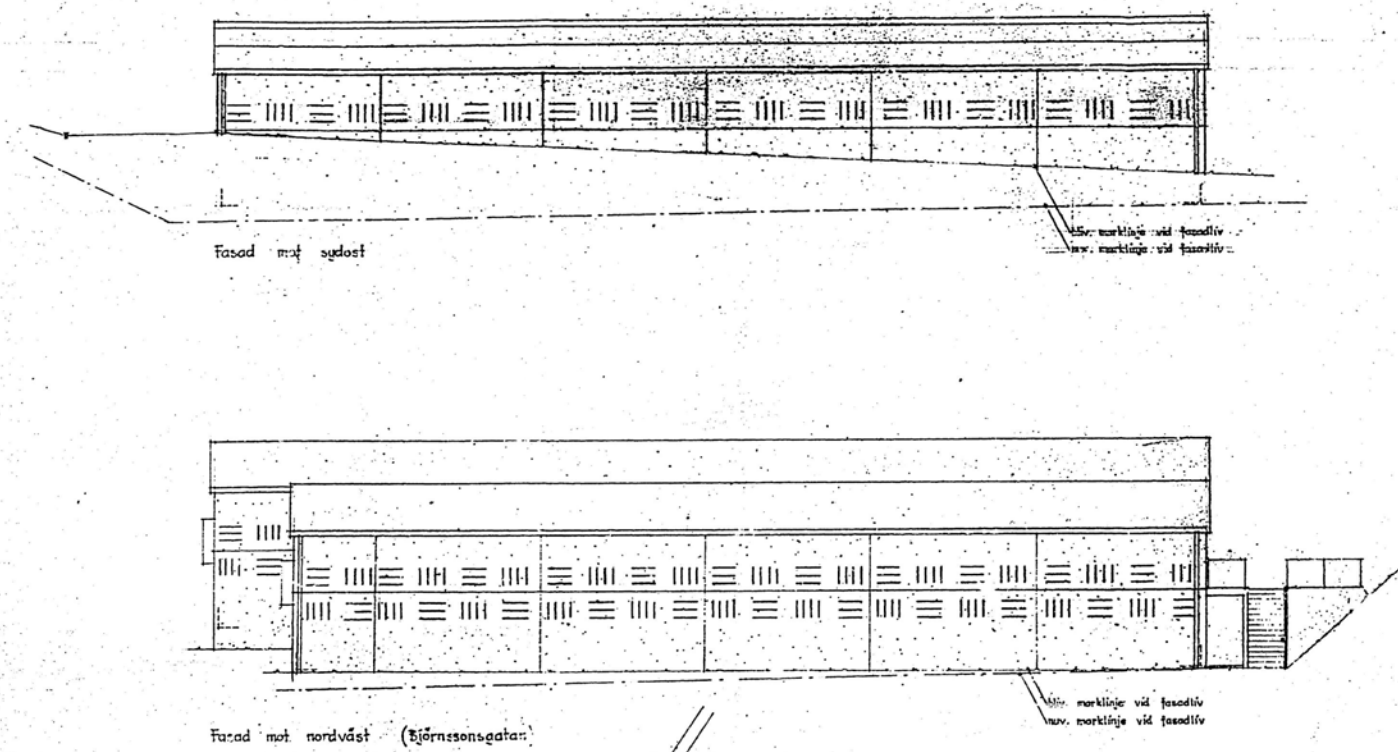 bliv. marklinje vid fasadliv
nuv. marklinje vid fasadliv
Fasad mot sydost
bliv. marklinje vid fasadliv
nuv. marklinje vid fasadliv
Fasad mot nordväst (Björnssonsgatan)